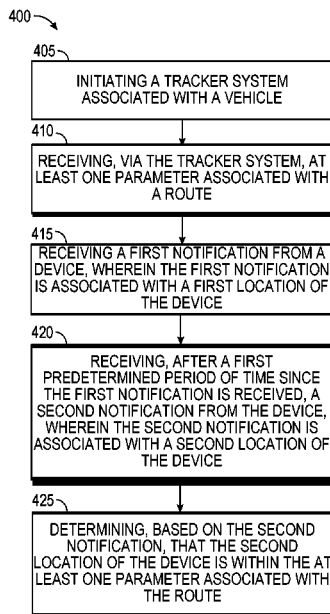 400
405
INITIATING A TRACKER SYSTEM
ASSOCIATED WITH A VEHICLE
410
RECEIVING, VIA THE TRACKER SYSTEM, AT
LEAST ONE PARAMETER ASSOCIATED WITH
A ROUTE
415
RECEIVING A FIRST NOTIFICATION FROM A
DEVICE, WHEREIN THE FIRST NOTIFICATION
IS ASSOCIATED WITH A FIRST LOCATION OF
THE DEVICE
420
RECEIVING, AFTER A FIRST
PREDETERMINED PERIOD OF TIME SINCE
THE FIRST NOTIFICATION IS RECEIVED, A
SECOND NOTIFICATION FROM THE DEVICE,
WHEREIN THE SECOND NOTIFICATION IS
ASSOCIATED WITH A SECOND LOCATION OF
THE DEVICE
425
DETERMINING, BASED ON THE SECOND
NOTIFICATION, THAT THE SECOND
LOCATION OF THE DEVICE IS WITHIN THE AT
LEAST ONE PARAMETER ASSOCIATED WITH
THE ROUTE